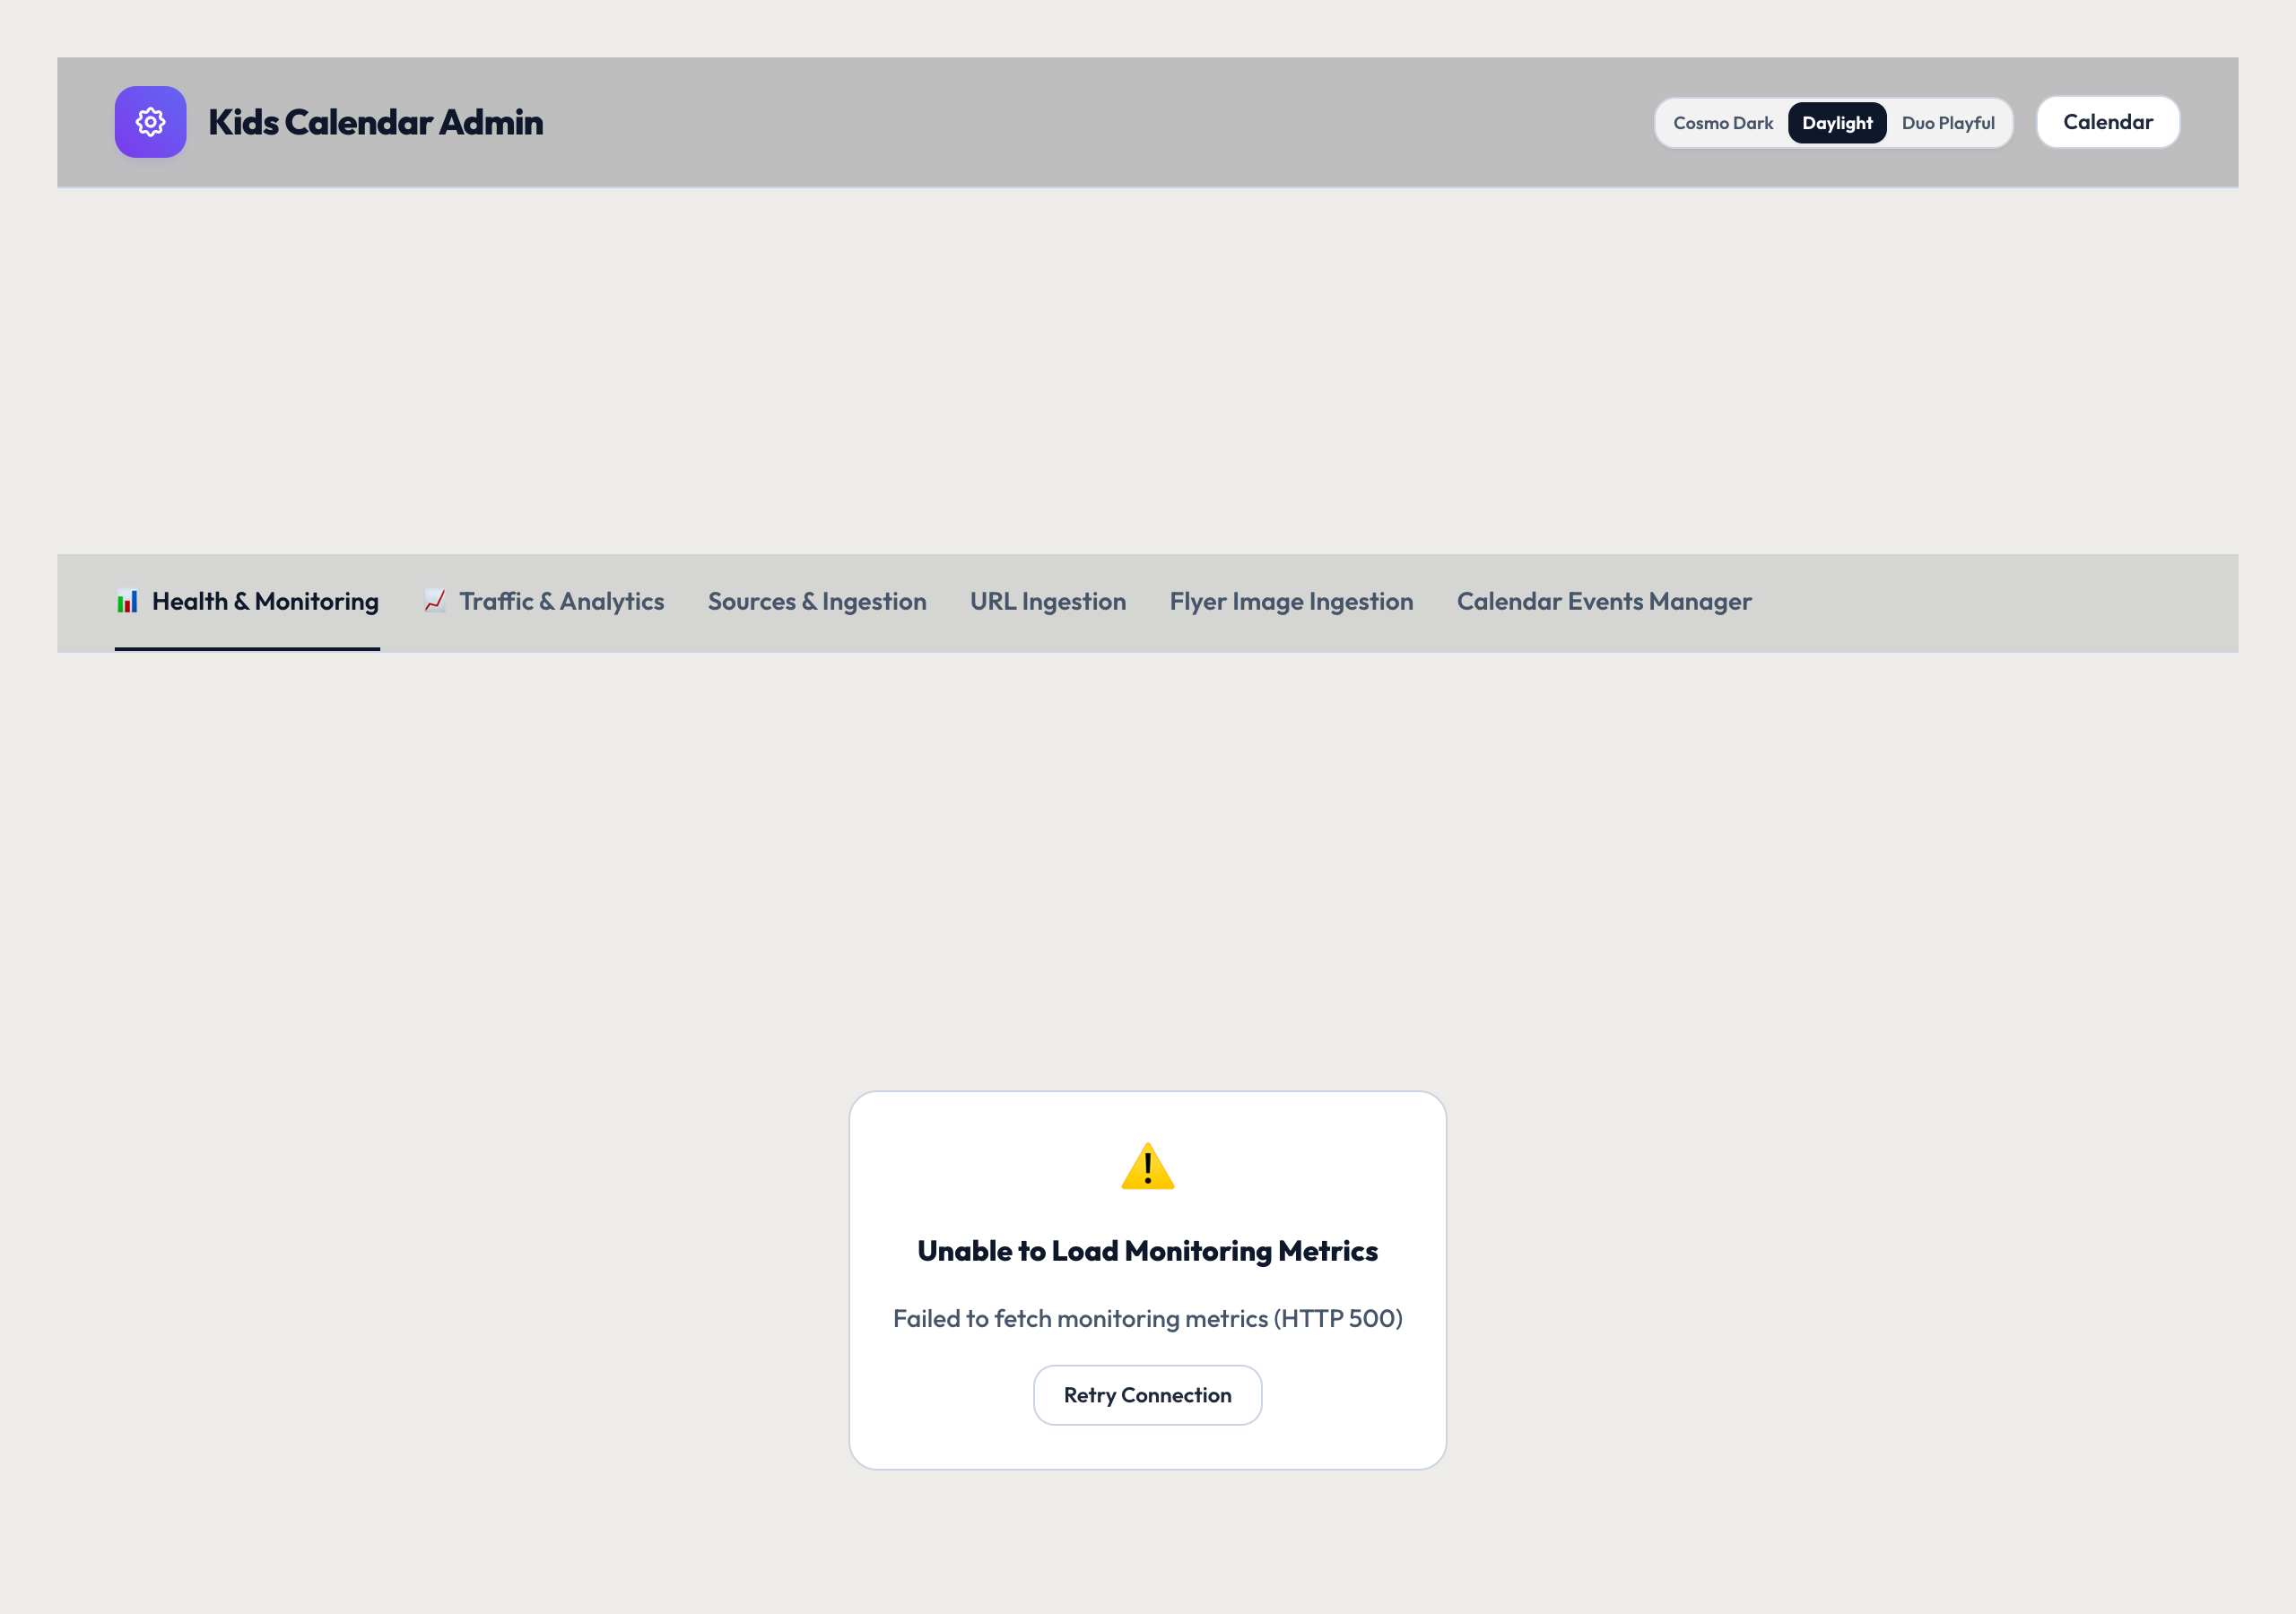 Kids Calendar Admin
Cosmo Dark Daylight Duo Playful Calendar
Health & Monitoring Traffic & Analytics Sources & Ingestion URL Ingestion Flyer Image Ingestion Calendar Events Manager
Unable to Load Monitoring Metrics
Failed to fetch monitoring metrics (HTTP 500)
Retry Connection